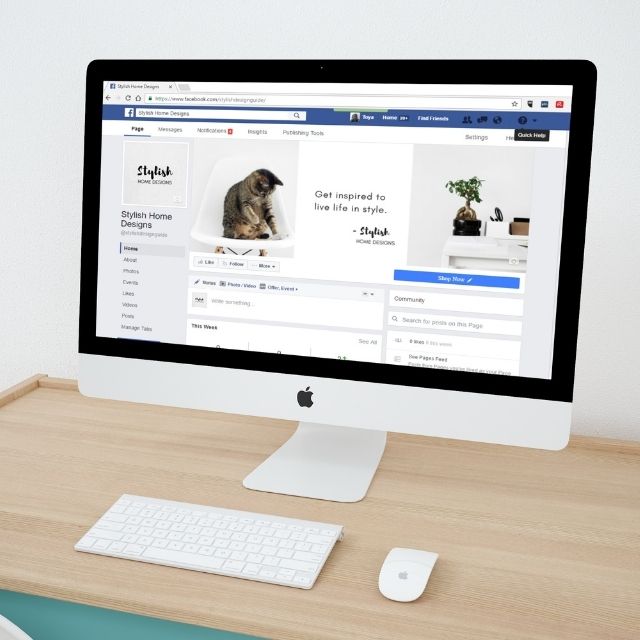 Stylish Home Designs
https://www.facebook.com/stylishdesignguide/
Stylish Home Designs
Toya Home 20+ Find Friends
Quick Help
Page Messages Notifications Insights Publishing Tools Settings
Stylish
HOME DESIGNS
Get inspired to
live life in style.
- Stylish
HOME DESIGNS
Stylish Home
Designs
@stylishdesignguide
Like Follow More
Shop Now
Home
About
Photos
Events
Likes
Videos
Posts
Manage Tabs
Status Photo / Video Offer, Event +
Write something...
This Week See All
Community
Search for posts on this Page
0 likes 0 this week
See Pages Feed